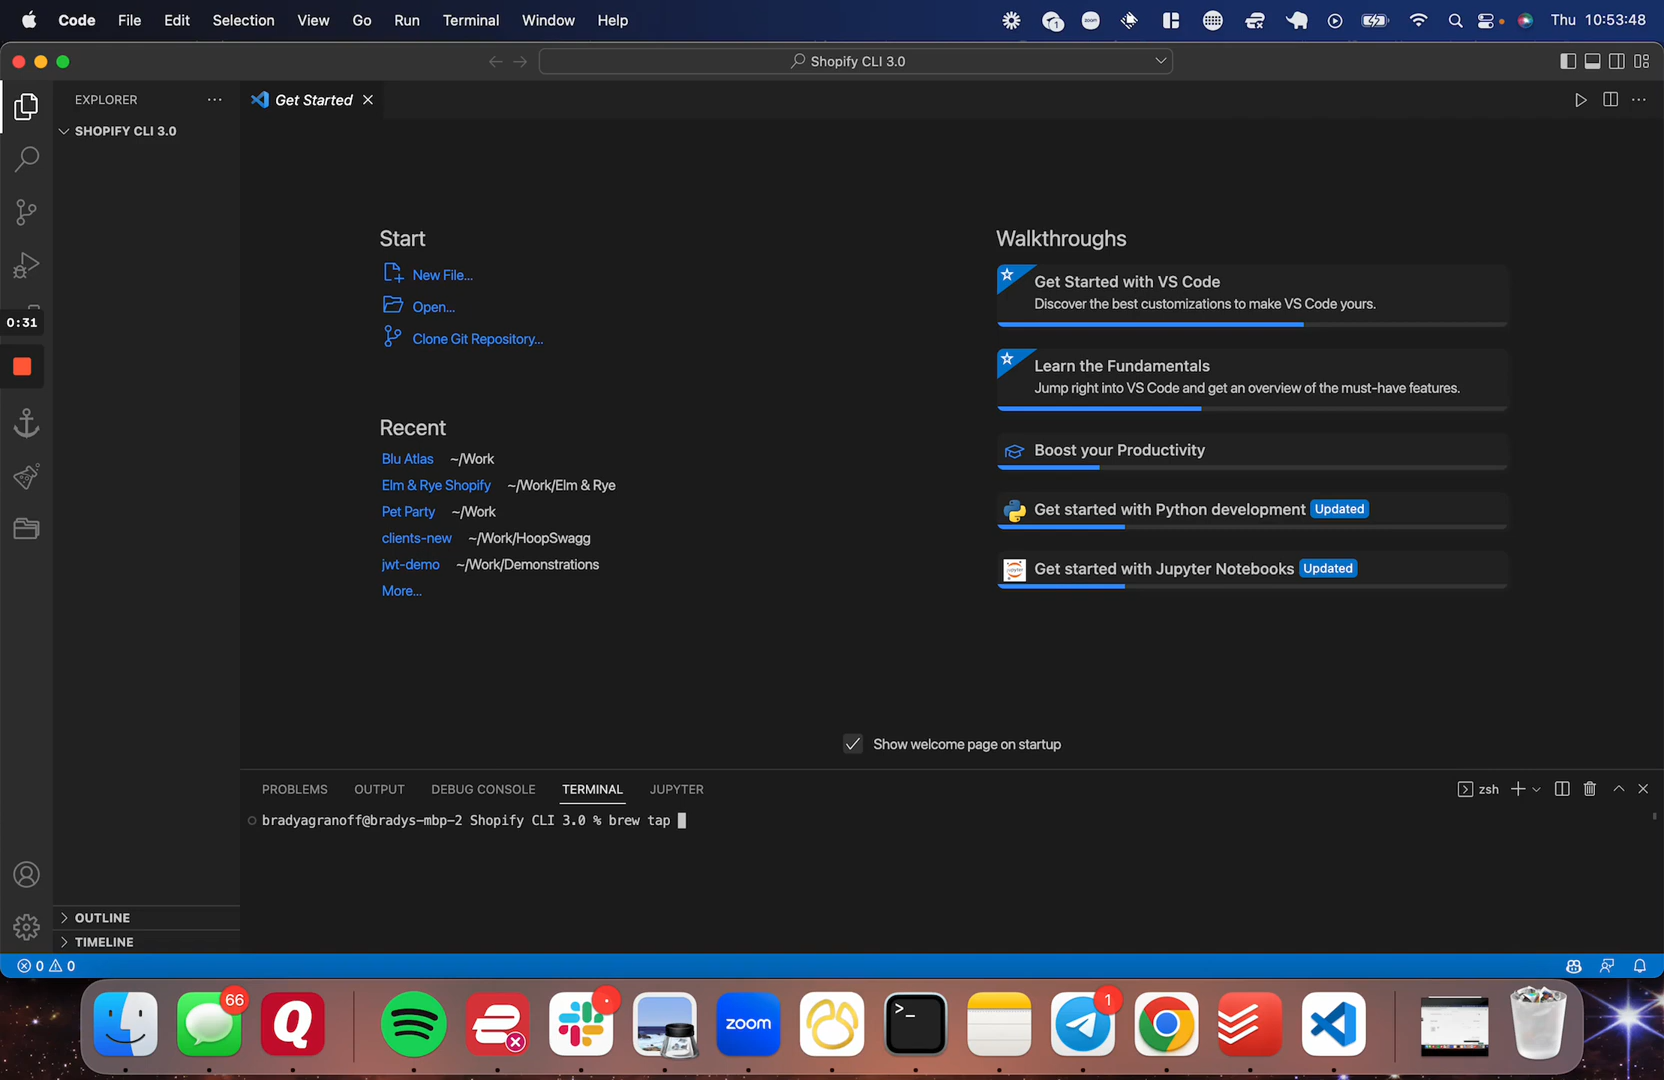 Code File Edit Selection View Go Run Terminal Window Help
1 zoom
Thu 10:53:48
Shopify CLI 3.0
EXPLORER
Get Started
SHOPIFY CLI 3.0
0:31
Start
New File...
Open...
Clone Git Repository...
Recent
Blu Atlas ~/Work
Elm & Rye Shopify ~/Work/Elm & Rye
Pet Party ~/Work
clients-new ~/Work/HoopSwagg
jwt-demo ~/Work/Demonstrations
More...
Walkthroughs
Get Started with VS Code
Discover the best customizations to make VS Code yours.
Learn the Fundamentals
Jump right into VS Code and get an overview of the must-have features.
Boost your Productivity
Get started with Python development Updated
Get started with Jupyter Notebooks Updated
Show welcome page on startup
PROBLEMS OUTPUT DEBUG CONSOLE TERMINAL JUPYTER
zsh
bradyagranoff@bradys-mbp-2 Shopify CLI 3.0 % brew tap
OUTLINE
TIMELINE
0 0
66
1
zoom
>_